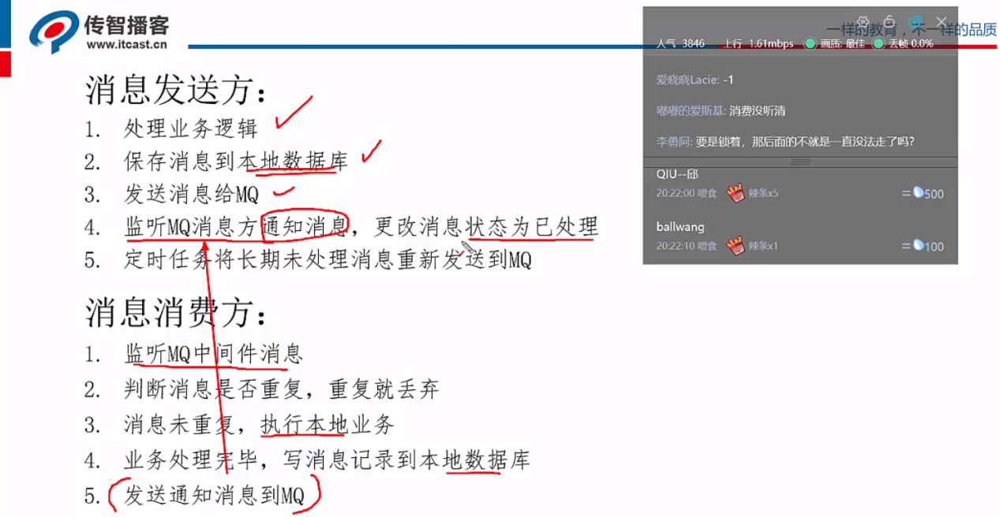 传智播客
www.itcast.cn
一样的教育，不一样的品质
消息发送方：
1. 处理业务逻辑
2. 保存消息到本地数据库
3. 发送消息给MQ
4. 监听MQ消息方通知消息，更改消息状态为已处理
5. 定时任务将长期未处理消息重新发送到MQ
消息消费方：
1. 监听MQ中间件消息
2. 判断消息是否重复，重复就丢弃
3. 消息未重复，执行本地业务
4. 业务处理完毕，写消息记录到本地数据库
5. 发送通知消息到MQ
人气 3846 上行 1.61mbps 画质: 最佳 丢帧 0.0%
爱晓晓Lacie: -1
嘟嘟的爱斯基: 消费没听清
李勇阿: 要是锁着，那后面的不就是一直没法走了吗?
QIU--邱
20:22:00 喂食 辣条x5 =500
ballwang
20:22:10 喂食 辣条x1 =100